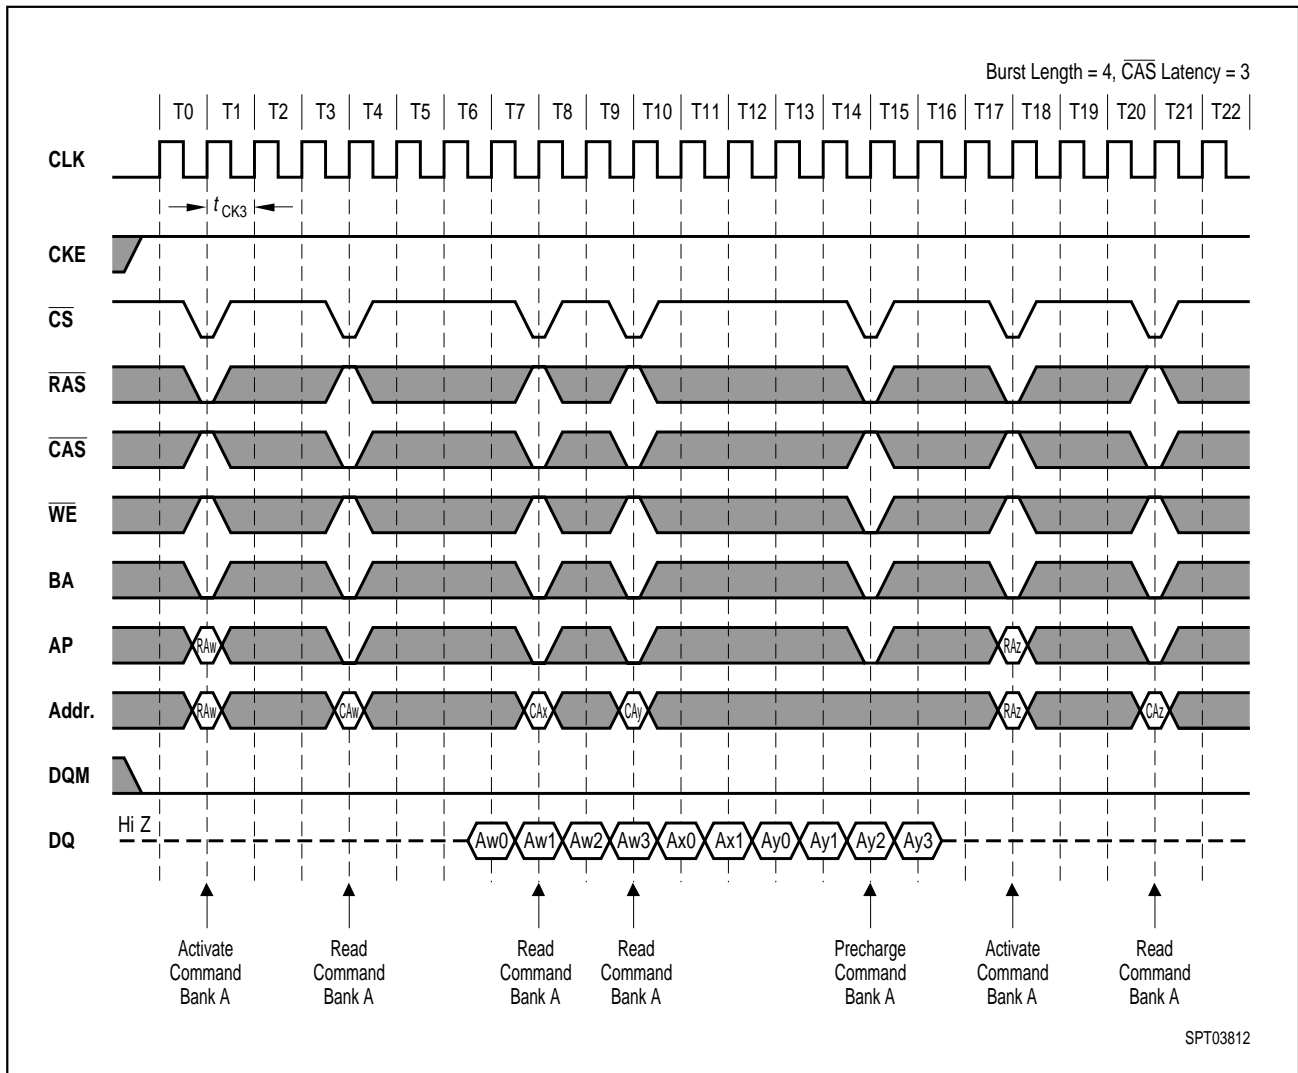 Burst Length = 4, CAS Latency = 3
T0 T1 T2 T3 T4 T5 T6 T7 T8 T9 T10 T11 T12 T13 T14 T15 T16 T17 T18 T19 T20 T21 T22
CLK
t CK3
CKE
CS
RAS
CAS
WE
BA
AP RAw RAz
Addr. RAw CAw CAx CAy RAz CAz
DQM
Hi Z
DQ Aw0 Aw1 Aw2 Aw3 Ax0 Ax1 Ay0 Ay1 Ay2 Ay3
Activate Read Read Read Precharge Activate Read
Command Command Command Command Command Command Command
Bank A Bank A Bank A Bank A Bank A Bank A Bank A
SPT03812